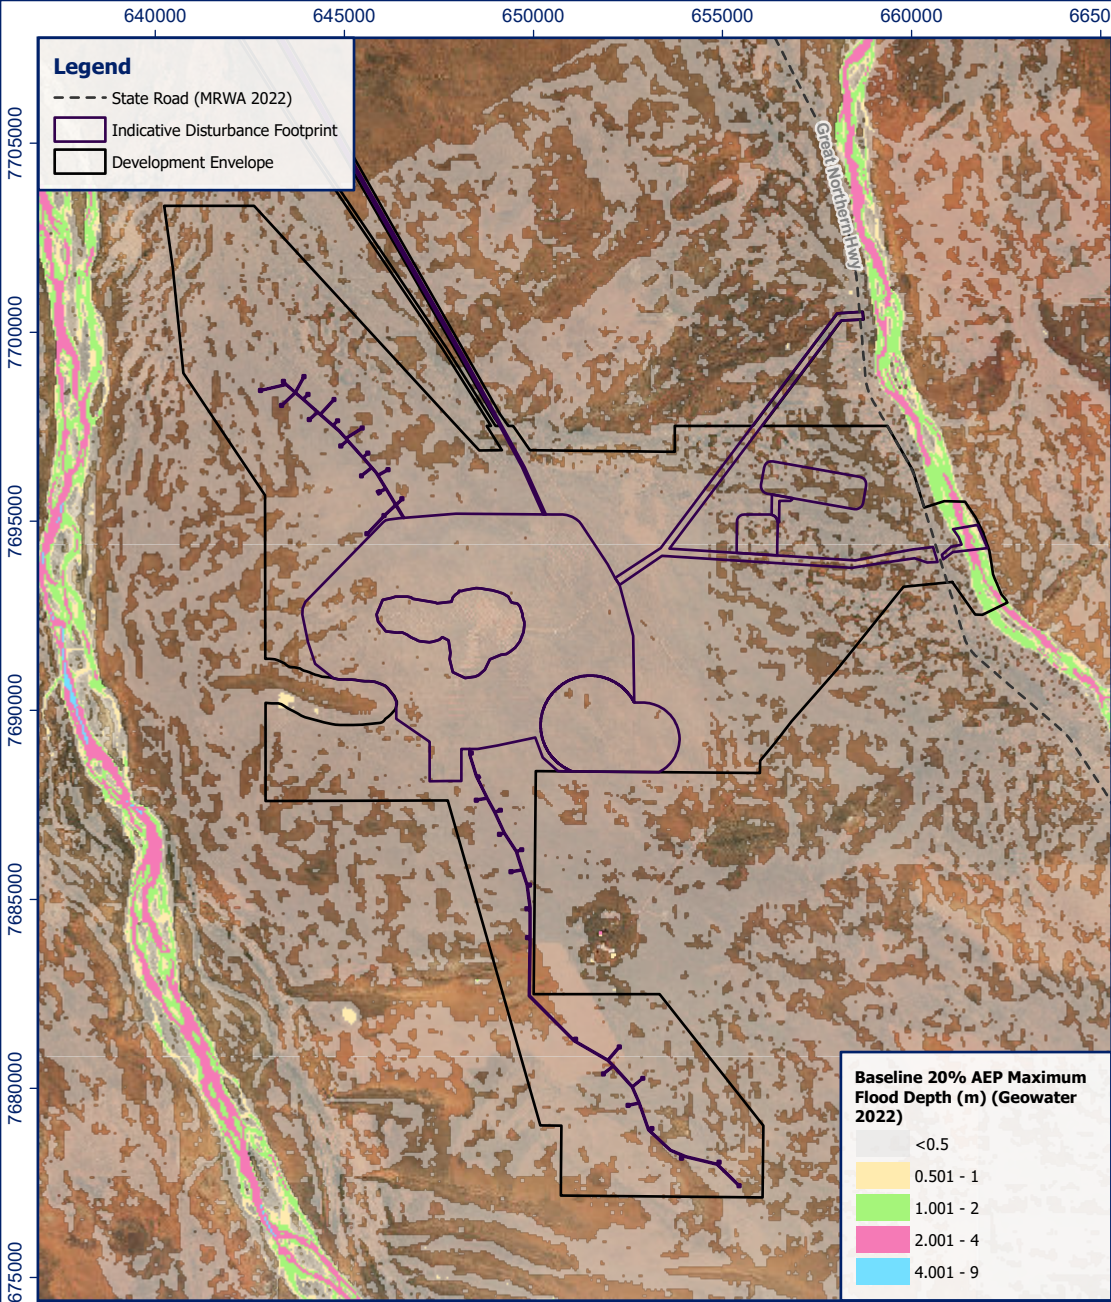 640000 645000 650000 655000 660000 6650
Legend
State Road (MRWA 2022)
Indicative Disturbance Footprint
Development Envelope
7705000
7700000
7695000
7690000
7685000
7680000
7675000
Great Northern Hwy
Baseline 20% AEP Maximum
Flood Depth (m) (Geowater
2022)
<0.5
0.501 - 1
1.001 - 2
2.001 - 4
4.001 - 9